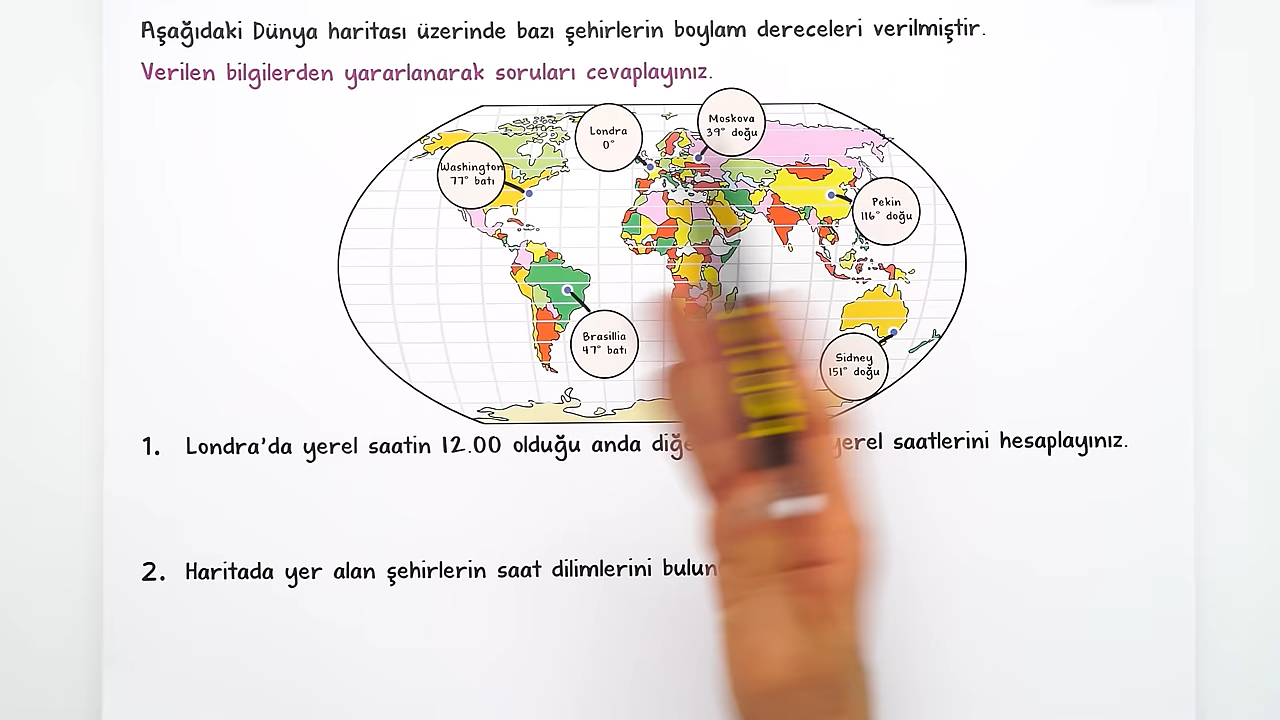 Aşağıdaki Dünya haritası üzerinde bazı şehirlerin boylam dereceleri verilmiştir.
Verilen bilgilerden yararlanarak soruları cevaplayınız.
Moskova
39° doğu
Londra
0°
Washington
77° batı
Pekin
116° doğu
Brasillia
47° batı
Sidney
151° doğu
1. Londra'da yerel saatin 12.00 olduğu anda yerel saatlerini hesaplayınız.
2. Haritada yer alan şehirlerin saat dilimlerini